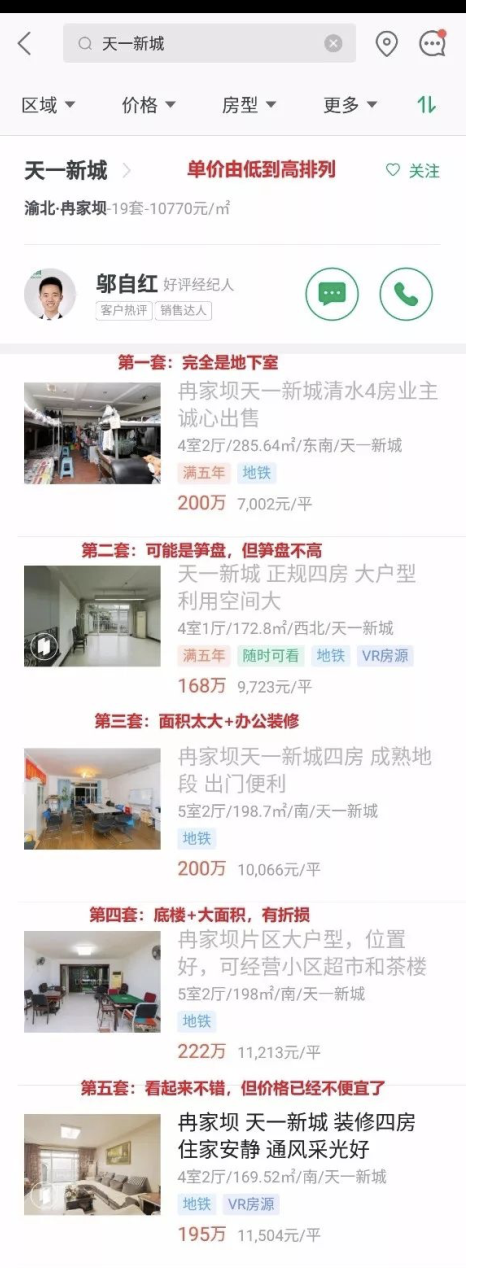 天一新城
区域 价格 房型 更多
天一新城 单价由低到高排列 关注
渝北·冉家坝-19套-10770元/㎡
邬自红 好评经纪人
客户热评 销售达人
第一套：完全是地下室
冉家坝天一新城清水4房业主
诚心出售
4室2厅/285.64㎡/东南/天一新城
满五年 地铁
200万 7,002元/平
第二套：可能是笋盘，但笋盘不高
天一新城 正规四房 大户型
利用空间大
4室1厅/172.8㎡/西北/天一新城
满五年 随时可看 地铁 VR房源
168万 9,723元/平
第三套：面积太大+办公装修
冉家坝天一新城四房 成熟地
段 出门便利
5室2厅/198.7㎡/南/天一新城
地铁
200万 10,066元/平
第四套：底楼+大面积，有折损
冉家坝片区大户型，位置
好，可经营小区超市和茶楼
5室2厅/198㎡/南/天一新城
地铁
222万 11,213元/平
第五套：看起来不错，但价格已经不便宜了
冉家坝 天一新城 装修四房
住家安静 通风采光好
4室2厅/169.52㎡/南/天一新城
地铁 VR房源
195万 11,504元/平